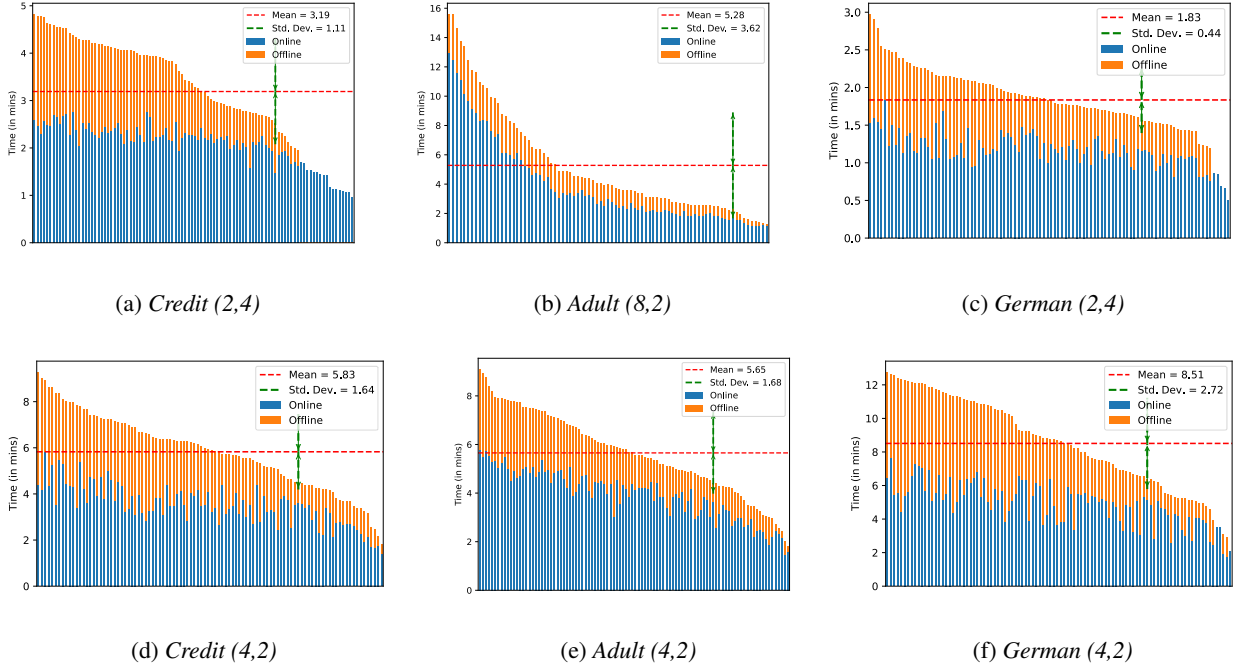 5
4
3
2
1
0
Time (in mins)
Mean = 3.19
Std. Dev. = 1.11
Online
Offline
(a) Credit (2,4)
16
14
12
10
8
6
4
2
0
Time (in mins)
Mean = 5.28
Std. Dev. = 3.62
Online
Offline
(b) Adult (8,2)
3.0
2.5
2.0
1.5
1.0
0.5
0.0
Time (in mins)
Mean = 1.83
Std. Dev. = 0.44
Online
Offline
(c) German (2,4)
8
6
4
2
0
Time (in mins)
Mean = 5.83
Std. Dev. = 1.64
Online
Offline
(d) Credit (4,2)
8
6
4
2
0
Time (in mins)
Mean = 5.65
Std. Dev. = 1.68
Online
Offline
(e) Adult (4,2)
12
10
8
6
4
2
0
Time (in mins)
Mean = 8.51
Std. Dev. = 2.72
Online
Offline
(f) German (4,2)